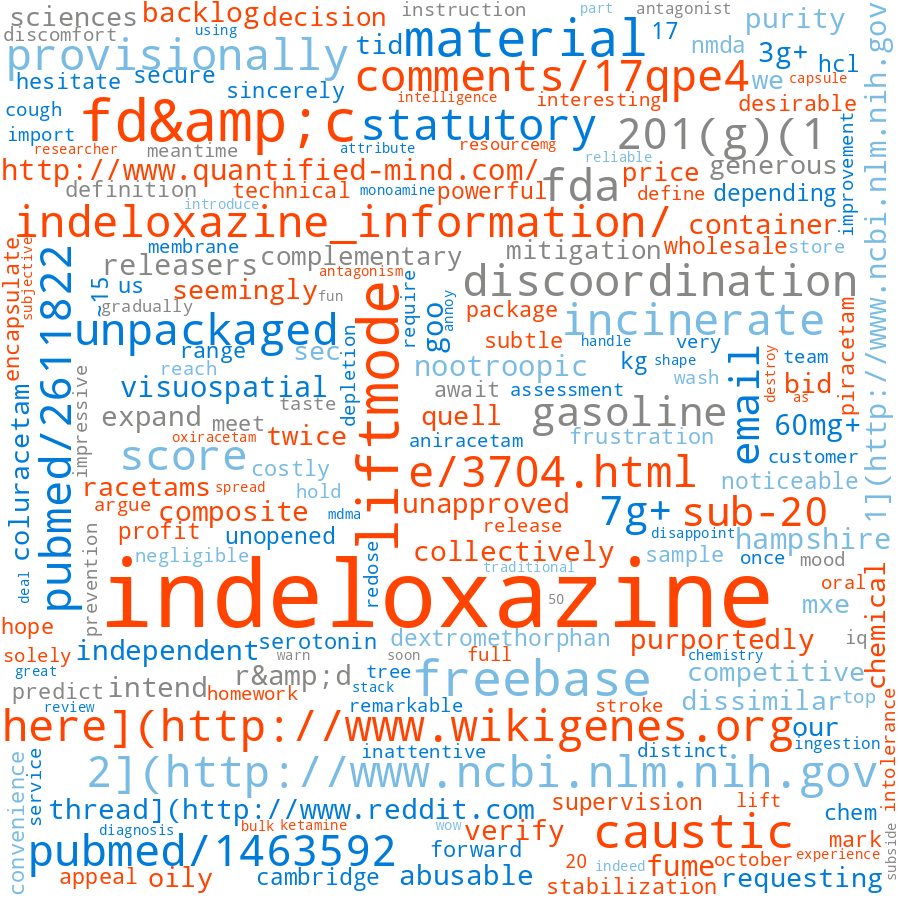 sciences
backlog
decision
instruction
part
antagonist
discomfort
using
tid
material
17
purity
provisionally
nmda
3g+
hcl
hesitate
secure
sincerely
comments/17qpe4
we
capsule
cough
fd&amp;c
intelligence
interesting
desirable
import
statutory
201(g)(1
researcher
meantime
attribute
resource
mg
reliable
improvement
http://www.quantified-mind.com/
fda
price
generous
definition
technical
monoamine
powerful
define
depending
introduce
indeloxazine_information/
container
membrane
complementary
mitigation
wholesale
store
encapsulate
subjective
releasers
antagonism
discoordination
1](http://www.ncbi.nlm.nih.gov
~15
us
seemingly
fun
require
goo
annoy
package
incinerate
gradually
unpackaged
liftmode
subtle
handle
very
range
sec
nootropic
kg
shape
team
reach
depletion
wash
destroy
bid
piracetam
visuospatial
await
assessment
email
as
pubmed/2611822
impressive
expand
meet
taste
quell
gasoline
60mg+
oxiracetam
twice
aniracetam
frustration
customer
coluracetam
score
costly
e/3704.html
noticeable
racetams
spread
hold
unapproved
7g+
sub-20
argue
composite
mdma
release
profit
unopened
disappoint
hampshire
deal
prevention
negligible
redose
collectively
sample
once
mood
traditional
indeloxazine
50
oral
chemical
mxe
hope
independent
serotonin
dextromethorphan
purportedly
iq
solely
warn
soon
full
chemistry
great
r&amp;d
tree
freebase
competitive
predict
intend
homework
stack
dissimilar
top
review
remarkable
stroke
here](http://www.wikigenes.org
our
intolerance
inattentive
distinct
ingestion
convenience
service
2](http://www.ncbi.nlm.nih.gov
thread](http://www.reddit.com
supervision
lift
chem
diagnosis
bulk
ketamine
wow
verify
caustic
mark
subside
pubmed/1463592
forward
20
indeed
fume
october
experience
appeal
oily
cambridge
abusable
stabilization
requesting